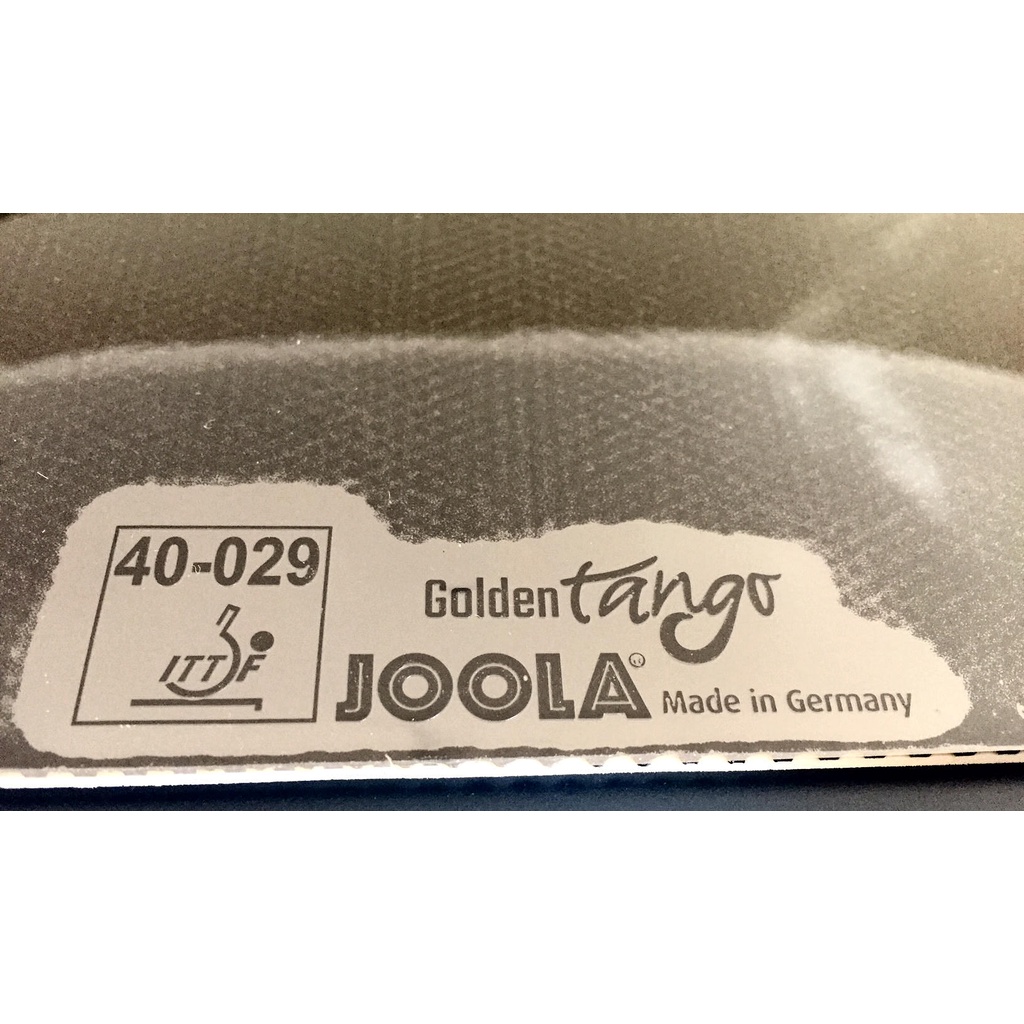 40-029
ITTF
Golden tango
JOOLA
Made in Germany